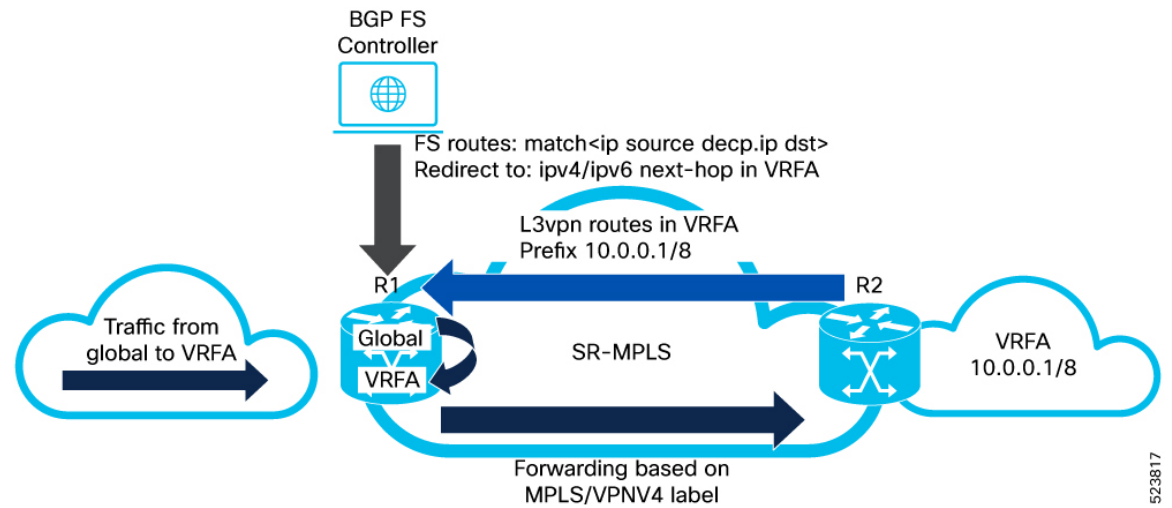 BGP FS
Controller
FS routes: match<ip source decp.ip dst>
Redirect to: ipv4/ipv6 next-hop in VRFA
L3vpn routes in VRFA
Prefix 10.0.0.1/8
R1
R2
Traffic from
global to VRFA
Global
VRFA
SR-MPLS
VRFA
10.0.0.1/8
Forwarding based on
MPLS/VPNV4 label
523817